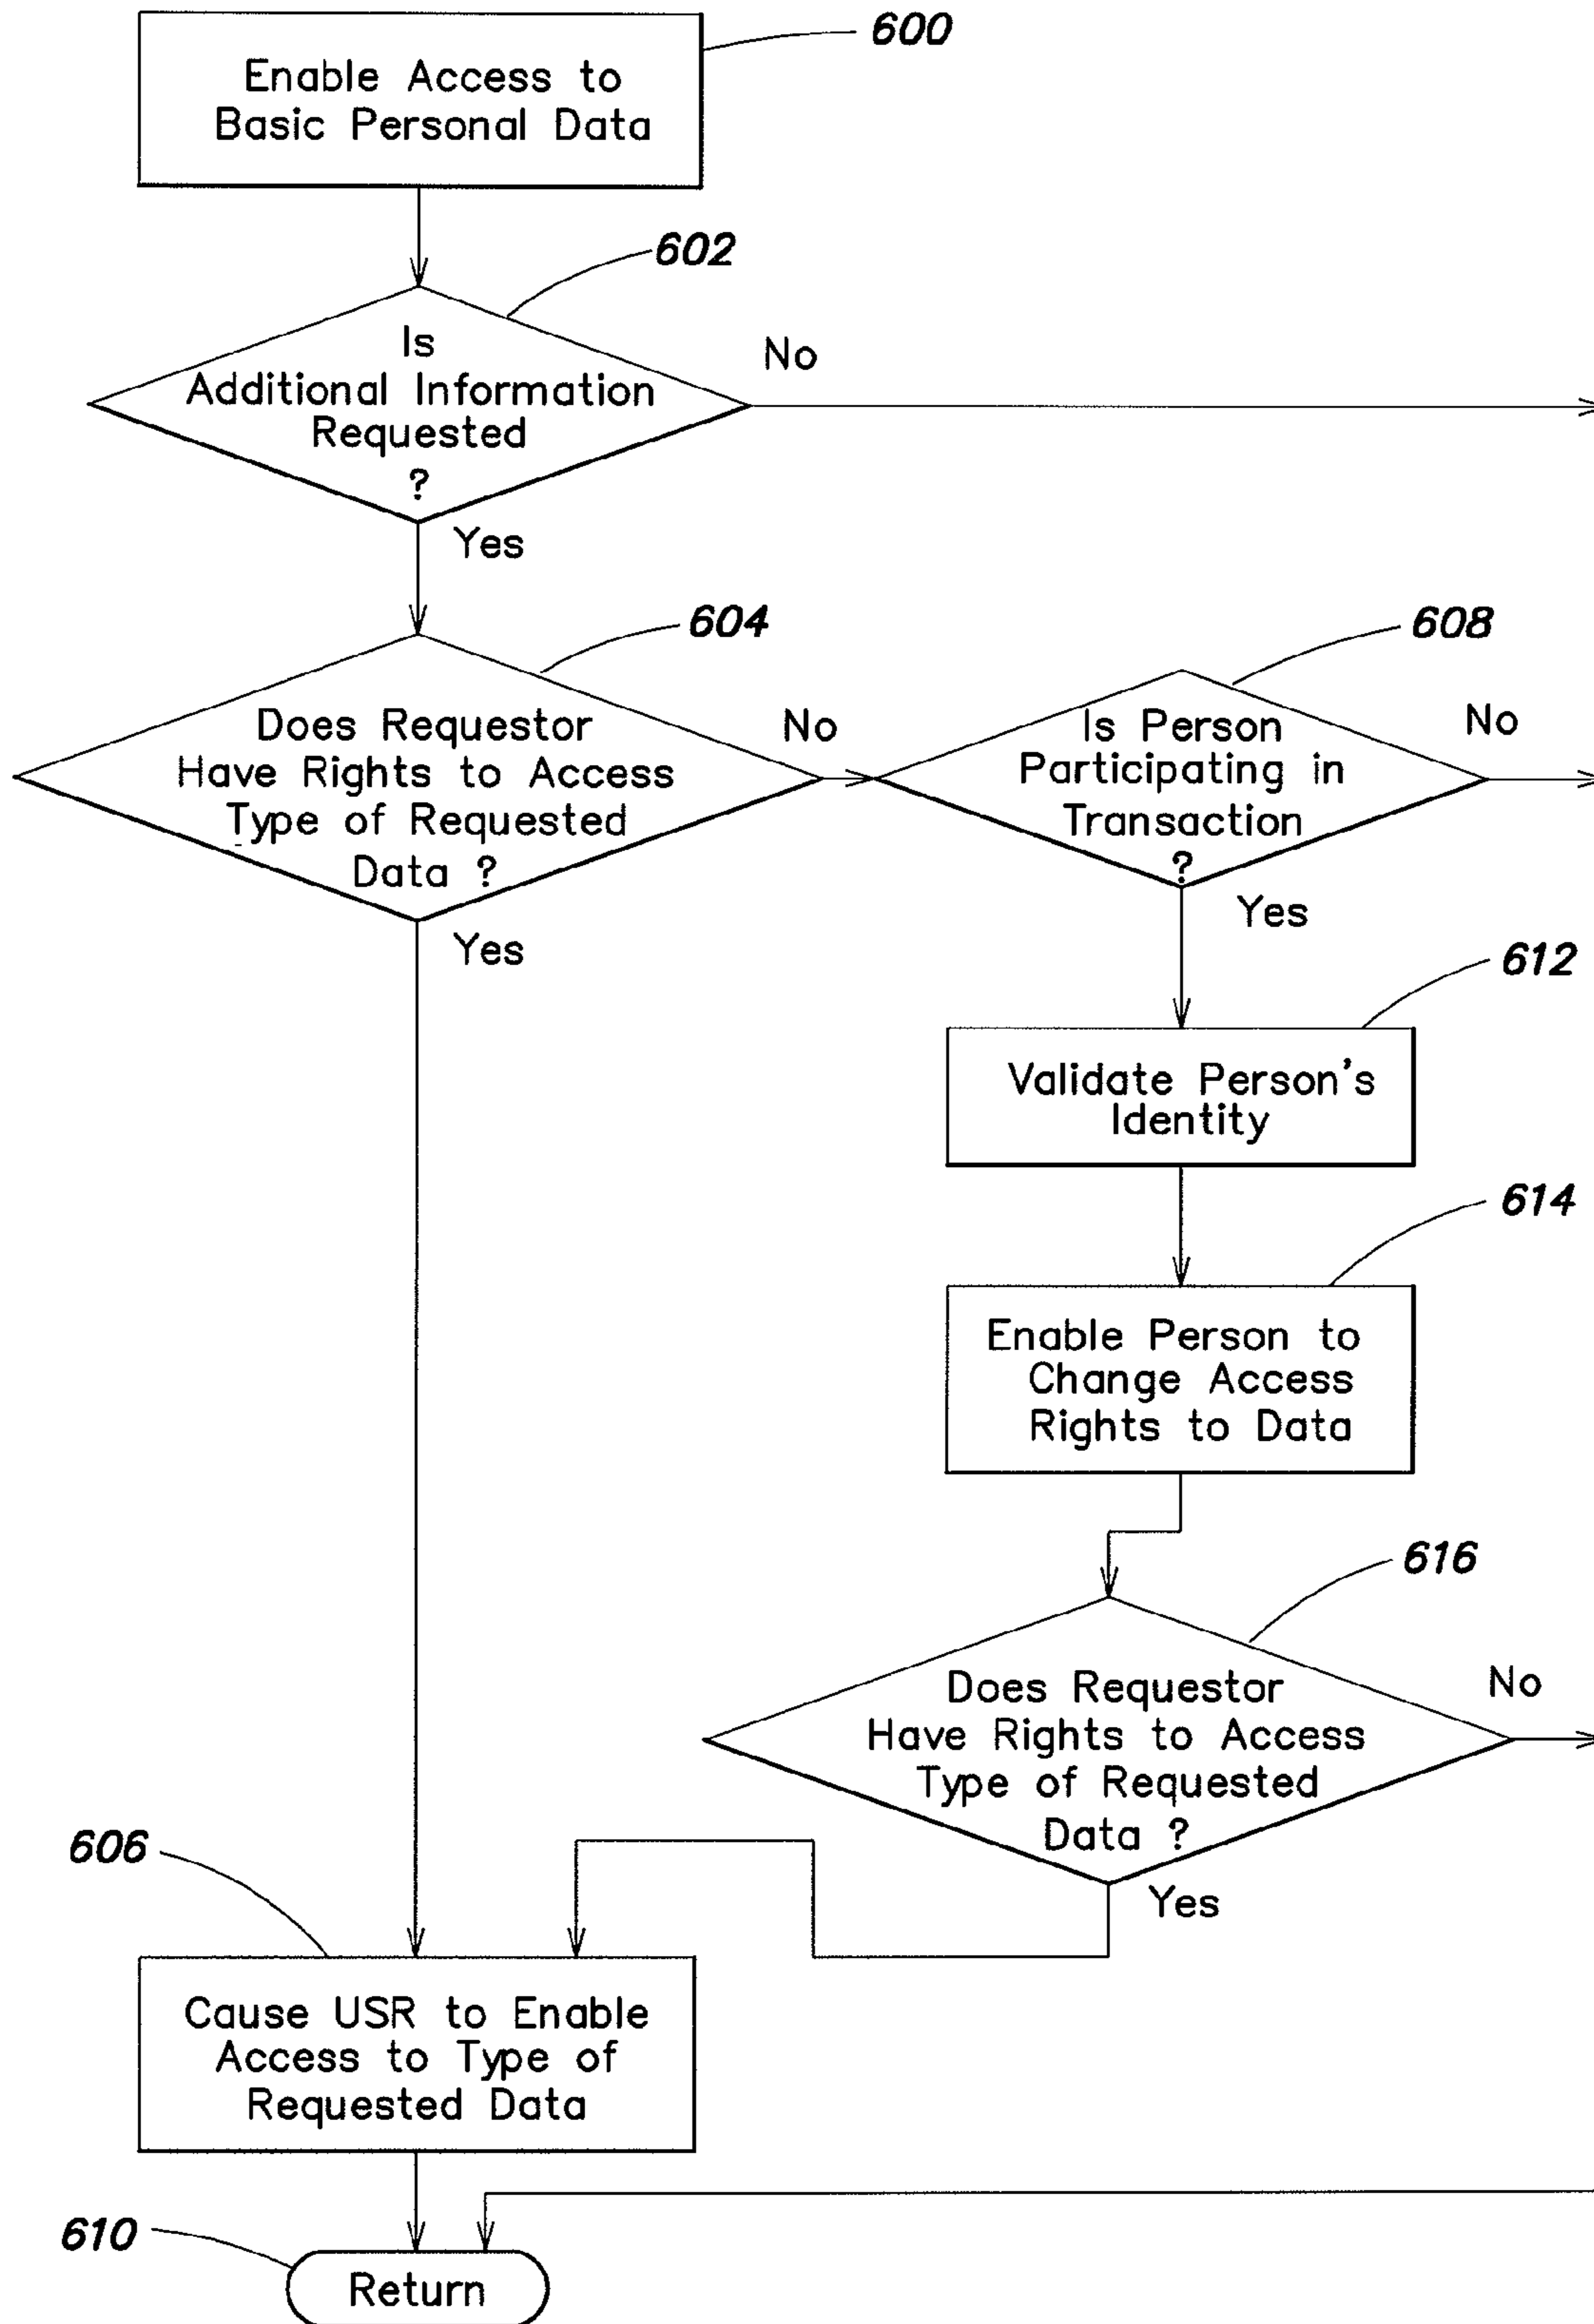 600
Enable Access to
Basic Personal Data
602
Is
Additional Information
Requested
?
No
Yes
604
Does Requestor
Have Rights to Access
Type of Requested
Data ?
No
Yes
608
Is Person
Participating in
Transaction
?
No
Yes
612
Validate Person's
Identity
614
Enable Person to
Change Access
Rights to Data
616
Does Requestor
Have Rights to Access
Type of Requested
Data ?
No
Yes
606
Cause USR to Enable
Access to Type of
Requested Data
610
Return